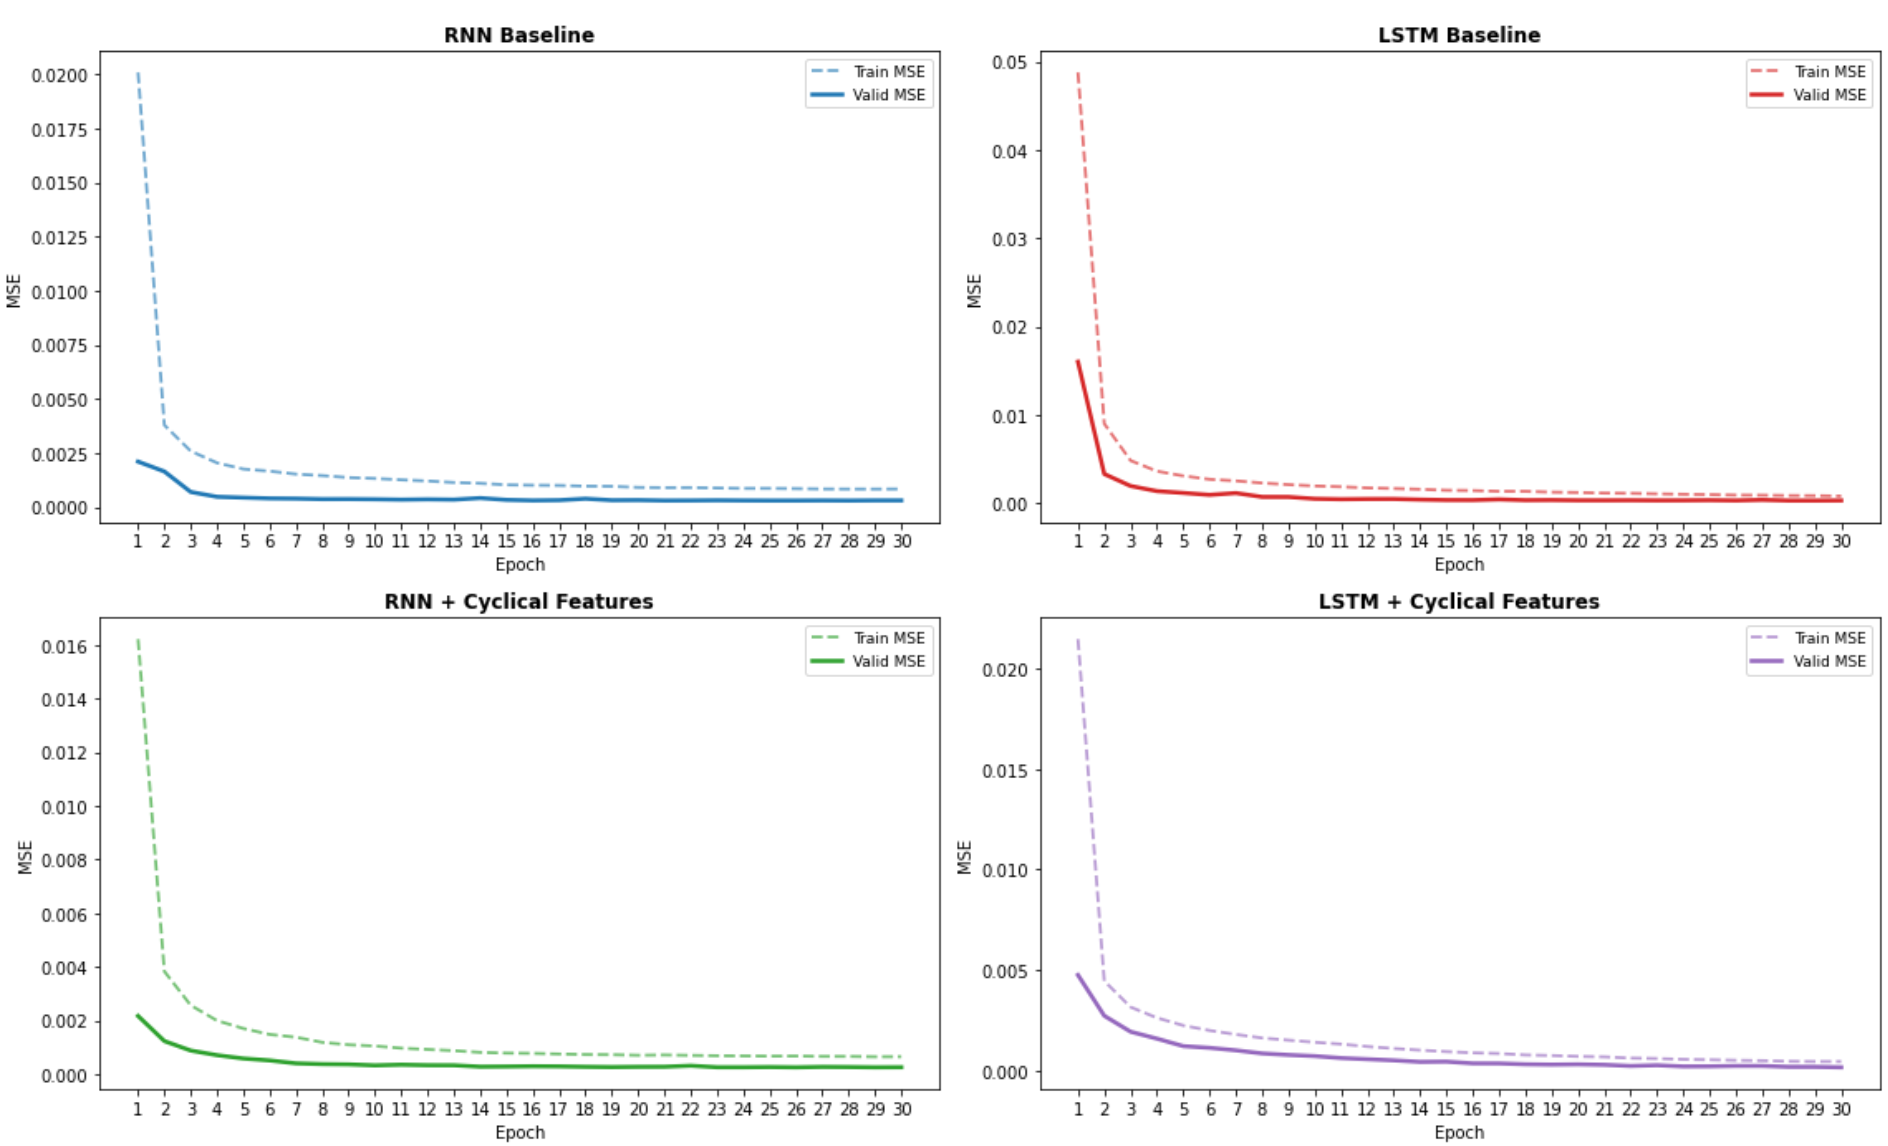 RNN Baseline
Train MSE
Valid MSE
0.0200
0.0175
0.0150
0.0125
0.0100
0.0075
0.0050
0.0025
0.0000
MSE
1 2 3 4 5 6 7 8 9 10 11 12 13 14 15 16 17 18 19 20 21 22 23 24 25 26 27 28 29 30
Epoch
LSTM Baseline
Train MSE
Valid MSE
0.05
0.04
0.03
0.02
0.01
0.00
MSE
1 2 3 4 5 6 7 8 9 10 11 12 13 14 15 16 17 18 19 20 21 22 23 24 25 26 27 28 29 30
Epoch
RNN + Cyclical Features
Train MSE
Valid MSE
0.016
0.014
0.012
0.010
0.008
0.006
0.004
0.002
0.000
MSE
1 2 3 4 5 6 7 8 9 10 11 12 13 14 15 16 17 18 19 20 21 22 23 24 25 26 27 28 29 30
Epoch
LSTM + Cyclical Features
Train MSE
Valid MSE
0.020
0.015
0.010
0.005
0.000
MSE
1 2 3 4 5 6 7 8 9 10 11 12 13 14 15 16 17 18 19 20 21 22 23 24 25 26 27 28 29 30
Epoch